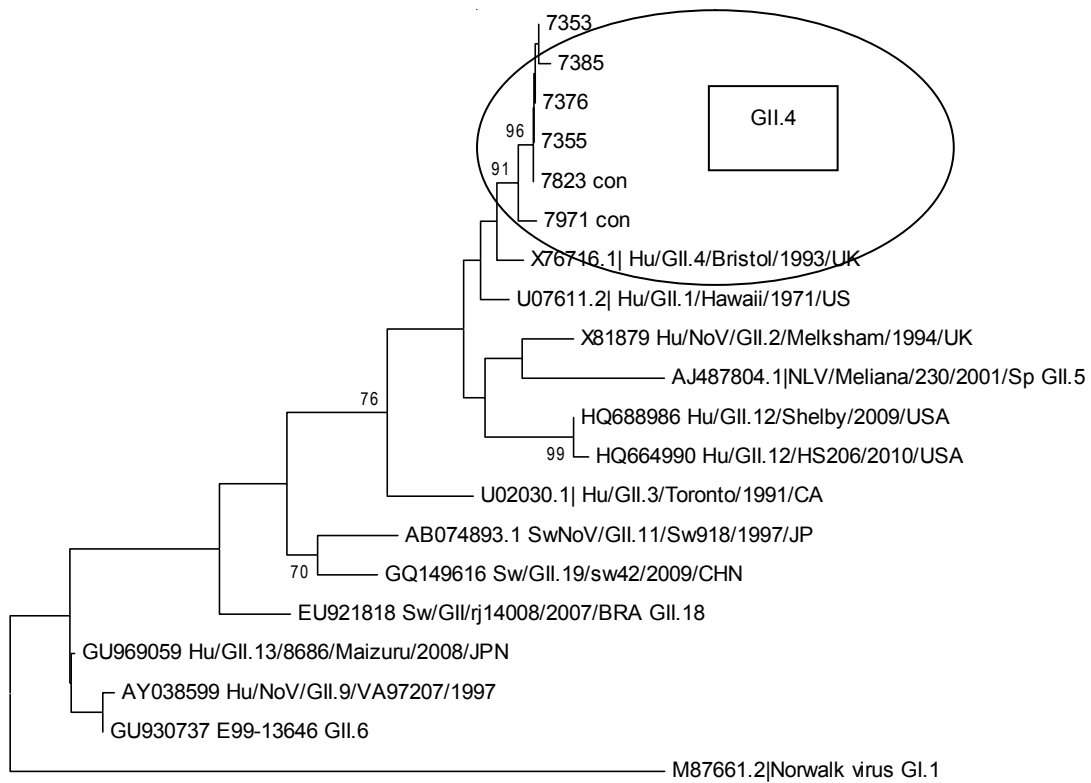 7353
7385
GII.4
7376
96
7355
91
7823 con
7971 con
X76716.1| Hu/GII.4/Bristol/1993/UK
U07611.2| Hu/GII.1/Hawaii/1971/US
X81879 Hu/NoV/GII.2/Melksham/1994/UK
AJ487804.1|NLV/Meliana/230/2001/Sp GII.5
76
HQ688986 Hu/GII.12/Shelby/2009/USA
99
HQ664990 Hu/GII.12/HS206/2010/USA
U02030.1| Hu/GII.3/Toronto/1991/CA
AB074893.1 SwNoV/GII.11/Sw918/1997/JP
70
GQ149616 Sw/GII.19/sw42/2009/CHN
EU921818 Sw/GII/rj14008/2007/BRA GII.18
GU969059 Hu/GII.13/8686/Maizuru/2008/JPN
AY038599 Hu/NoV/GII.9/VA97207/1997
GU930737 E99-13646 GII.6
M87661.2|Norwalk virus GI.1